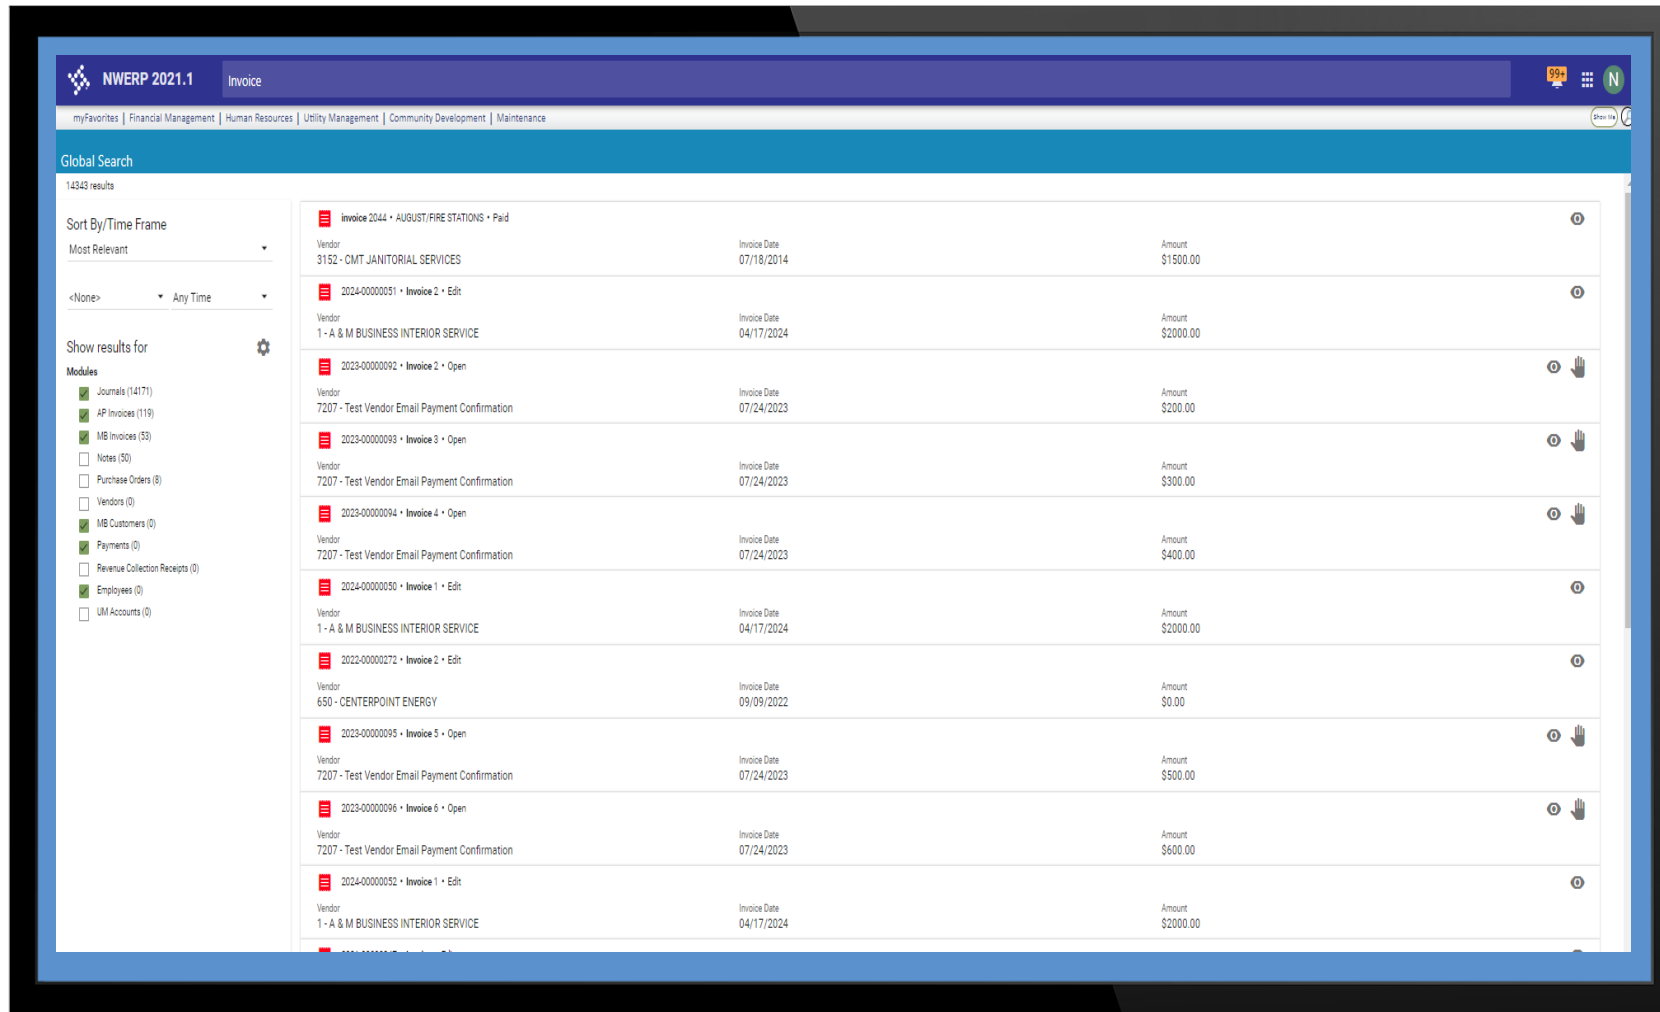 NWERP 2021.1 Invoice 99+ N
myFavorites | Financial Management | Human Resources | Utility Management | Community Development | Maintenance Show Me
Global Search
14343 results
Sort By/Time Frame
Most Relevant
<None> Any Time
Show results for
Modules
Journals (14171)
AP Invoices (119)
MB Invoices (53)
Notes (50)
Purchase Orders (8)
Vendors (0)
MB Customers (0)
Payments (0)
Revenue Collection Receipts (0)
Employees (0)
UM Accounts (0)
invoice 2044 • AUGUST/FIRE STATIONS • Paid
Vendor Invoice Date Amount
3152 - CMT JANITORIAL SERVICES 07/18/2014 $1500.00
2024-00000051 • Invoice 2 • Edit
Vendor Invoice Date Amount
1 - A & M BUSINESS INTERIOR SERVICE 04/17/2024 $2000.00
2023-00000092 • Invoice 2 • Open
Vendor Invoice Date Amount
7207 - Test Vendor Email Payment Confirmation 07/24/2023 $200.00
2023-00000093 • Invoice 3 • Open
Vendor Invoice Date Amount
7207 - Test Vendor Email Payment Confirmation 07/24/2023 $300.00
2023-00000094 • Invoice 4 • Open
Vendor Invoice Date Amount
7207 - Test Vendor Email Payment Confirmation 07/24/2023 $400.00
2024-00000050 • Invoice 1 • Edit
Vendor Invoice Date Amount
1 - A & M BUSINESS INTERIOR SERVICE 04/17/2024 $2000.00
2022-00000272 • Invoice 2 • Edit
Vendor Invoice Date Amount
650 - CENTERPOINT ENERGY 09/09/2022 $0.00
2023-00000095 • Invoice 5 • Open
Vendor Invoice Date Amount
7207 - Test Vendor Email Payment Confirmation 07/24/2023 $500.00
2023-00000096 • Invoice 6 • Open
Vendor Invoice Date Amount
7207 - Test Vendor Email Payment Confirmation 07/24/2023 $600.00
2024-00000052 • Invoice 1 • Edit
Vendor Invoice Date Amount
1 - A & M BUSINESS INTERIOR SERVICE 04/17/2024 $2000.00